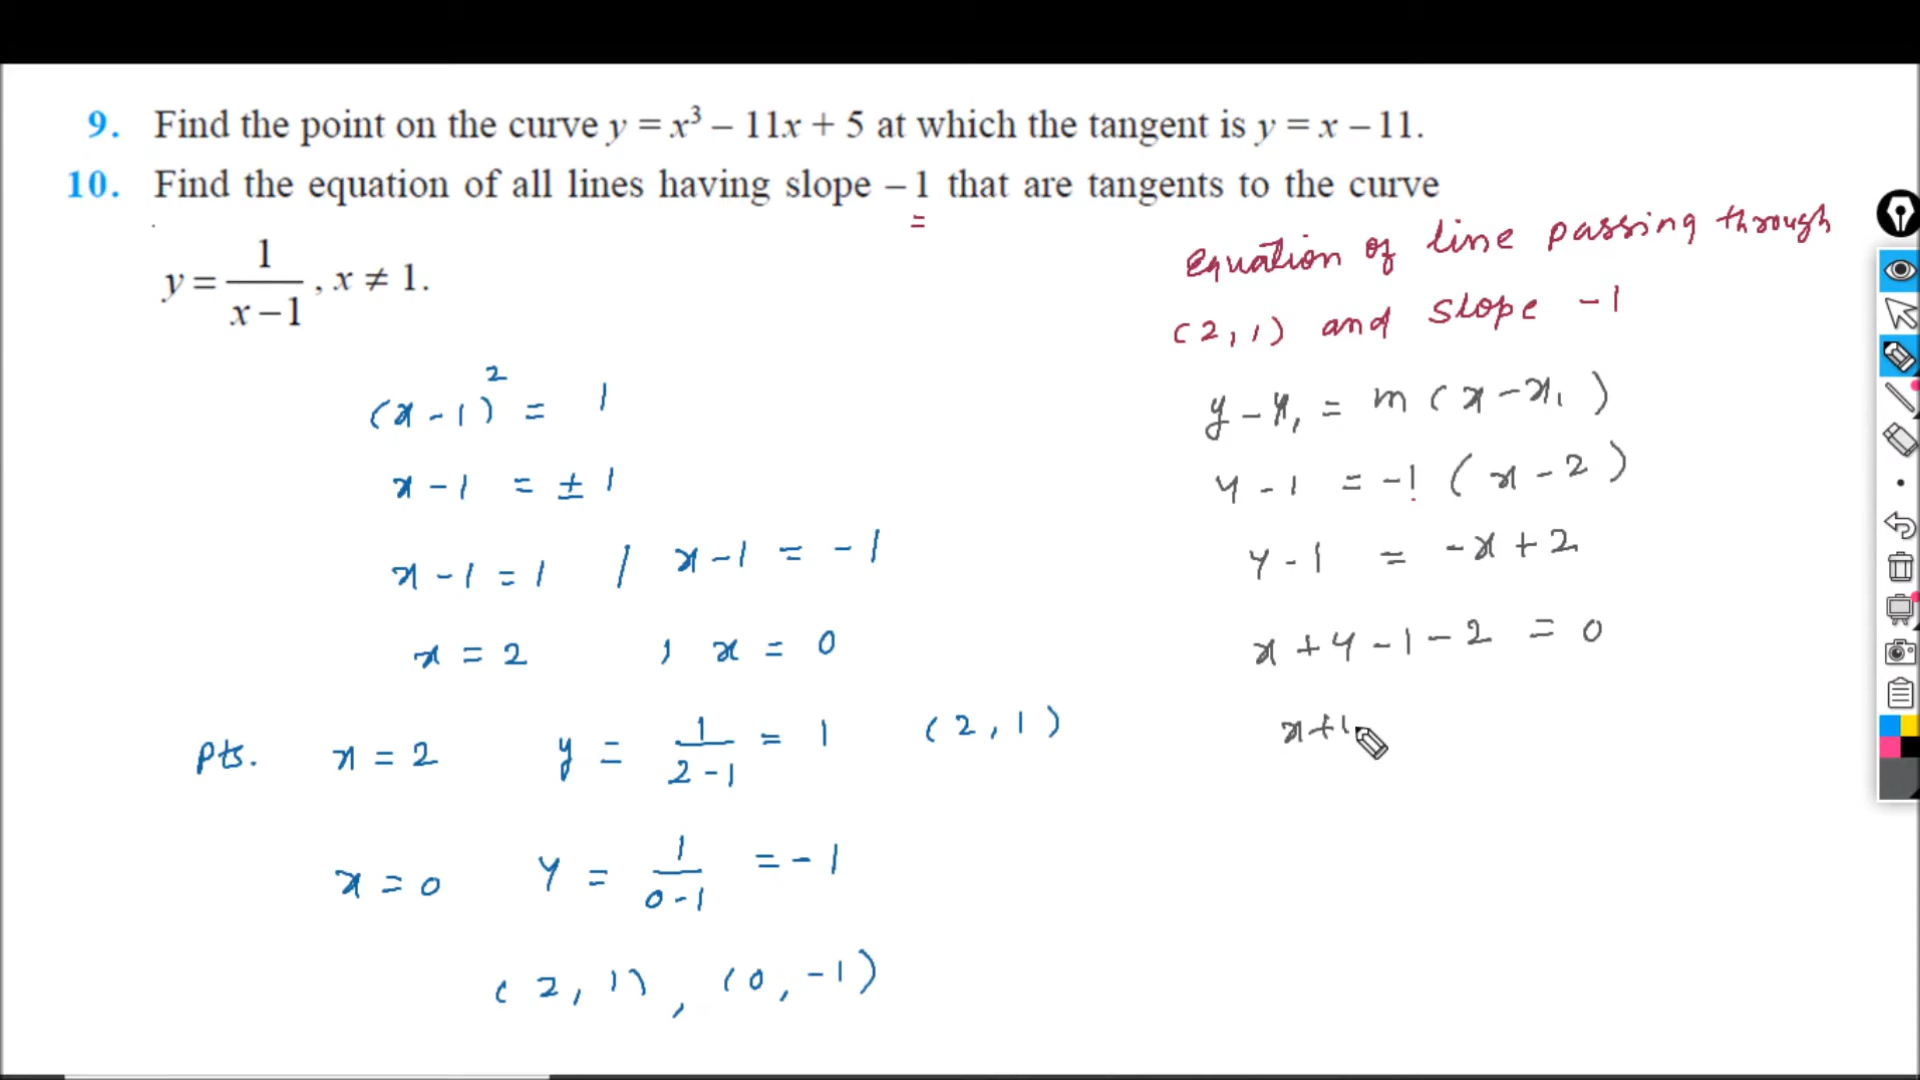 9. Find the point on the curve y = x³ – 11x + 5 at which the tangent is y = x – 11.
10. Find the equation of all lines having slope – 1 that are tangents to the curve
y = 1/(x – 1), x ≠ 1.
(x - 1)² = 1
x - 1 = ± 1
x - 1 = 1 / x - 1 = - 1
x = 2 , x = 0
Pts. x = 2 y = 1/(2 - 1) = 1 (2, 1)
x = 0 y = 1/(0 - 1) = - 1
(2, 1), (0, -1)
Equation of line passing through
(2, 1) and slope -1
y - y₁ = m (x - x₁)
y - 1 = -1 (x - 2)
y - 1 = -x + 2
x + y - 1 - 2 = 0
x +